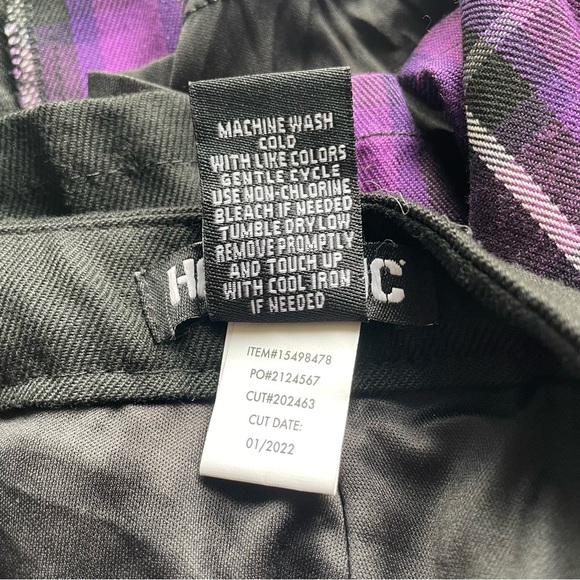 MACHINE WASH
COLD
WITH LIKE COLORS
GENTLE CYCLE
USE NON-CHLORINE
BLEACH IF NEEDED
TUMBLE DRY LOW
REMOVE PROMPTLY
AND TOUCH UP
WITH COOL IRON
IF NEEDED
ITEM#15498478
PO#2124567
CUT#202463
CUT DATE:
01/2022